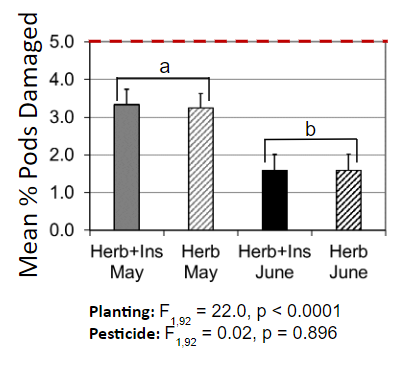 Mean % Pods Damaged
5.0
4.0
3.0
2.0
1.0
0.0
a
b
Herb+Ins Herb Herb+Ins Herb
May May June June
Planting: F1,92 = 22.0, p < 0.0001
Pesticide: F1,92 = 0.02, p = 0.896